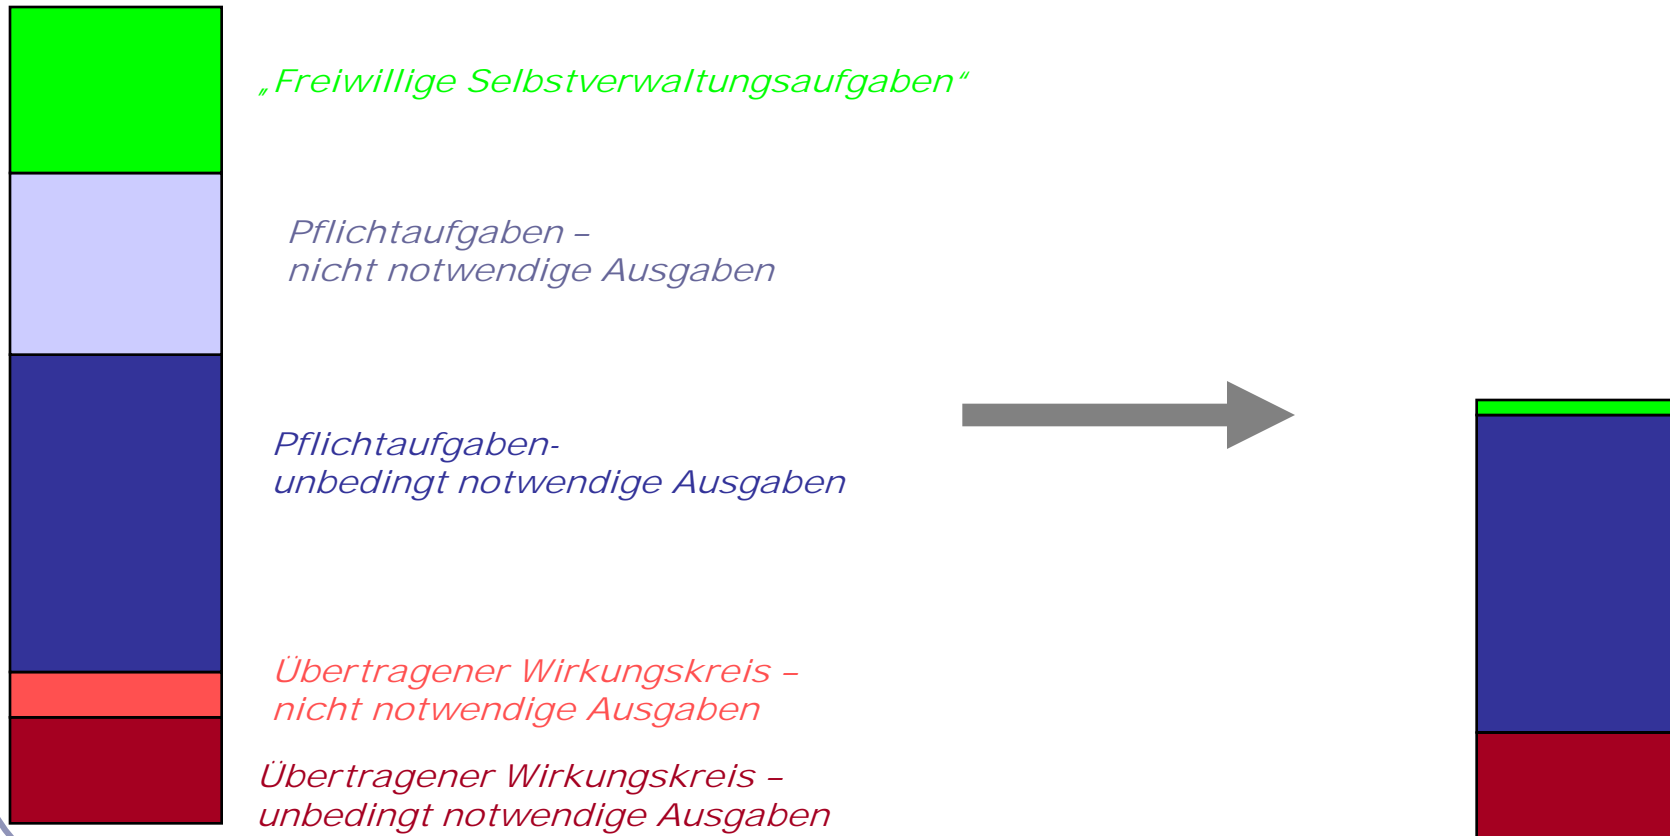 „Freiwillige Selbstverwaltungsaufgaben“
Pflichtaufgaben –
nicht notwendige Ausgaben
Pflichtaufgaben-
unbedingt notwendige Ausgaben
Übertragener Wirkungskreis –
nicht notwendige Ausgaben
Übertragener Wirkungskreis –
unbedingt notwendige Ausgaben